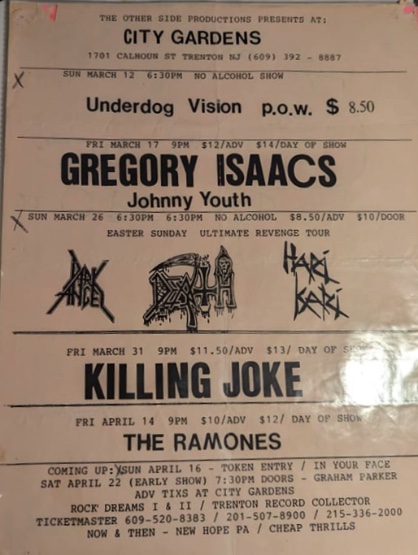 THE OTHER SIDE PRODUCTIONS PRESENTS AT:
CITY GARDENS
1701 CALHOUN ST TRENTON NJ (609) 392 - 8887
X SUN MARCH 12 6:30PM NO ALCOHOL SHOW
Underdog Vision p.o.w. $ 8.50
FRI MARCH 17 9PM $12/ADV $14/DAY OF SHOW
GREGORY ISAACS
Johnny Youth
X SUN MARCH 26 6:30PM 6:30PM NO ALCOHOL $8.50/ADV $10/DOOR
EASTER SUNDAY ULTIMATE REVENGE TOUR
DARK ANGEL DEATH HARI KARI
FRI MARCH 31 9PM $11.50/ADV $13/ DAY OF SHOW
KILLING JOKE
FRI APRIL 14 9PM $10/ADV $12/ DAY OF SHOW
THE RAMONES
COMING UP: X SUN APRIL 16 - TOKEN ENTRY / IN YOUR FACE
SAT APRIL 22 (EARLY SHOW) 7:30PM DOORS - GRAHAM PARKER
ADV TIXS AT CITY GARDENS
ROCK DREAMS I & II / TRENTON RECORD COLLECTOR
TICKETMASTER 609-520-8383 / 201-507-8900 / 215-336-2000
NOW & THEN - NEW HOPE PA / CHEAP THRILLS